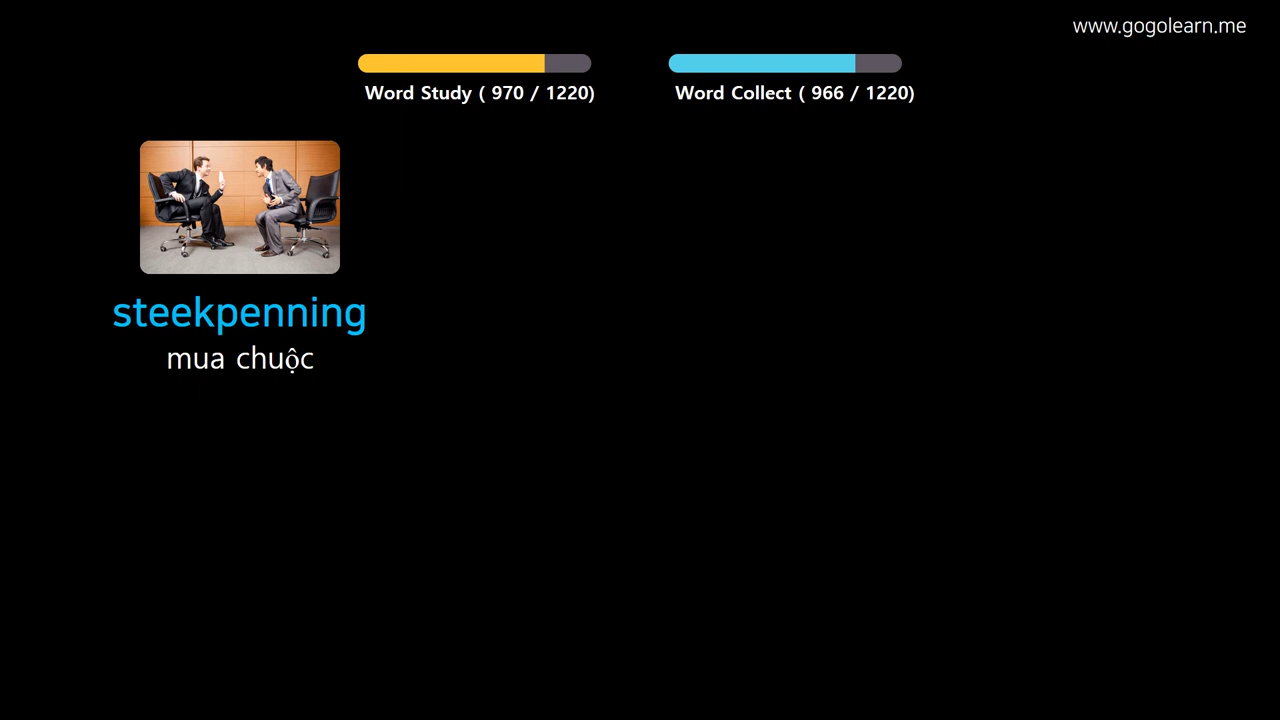 www.gogolearn.me
Word Study ( 970 / 1220)
Word Collect ( 966 / 1220)
steekpenning
mua chuộc